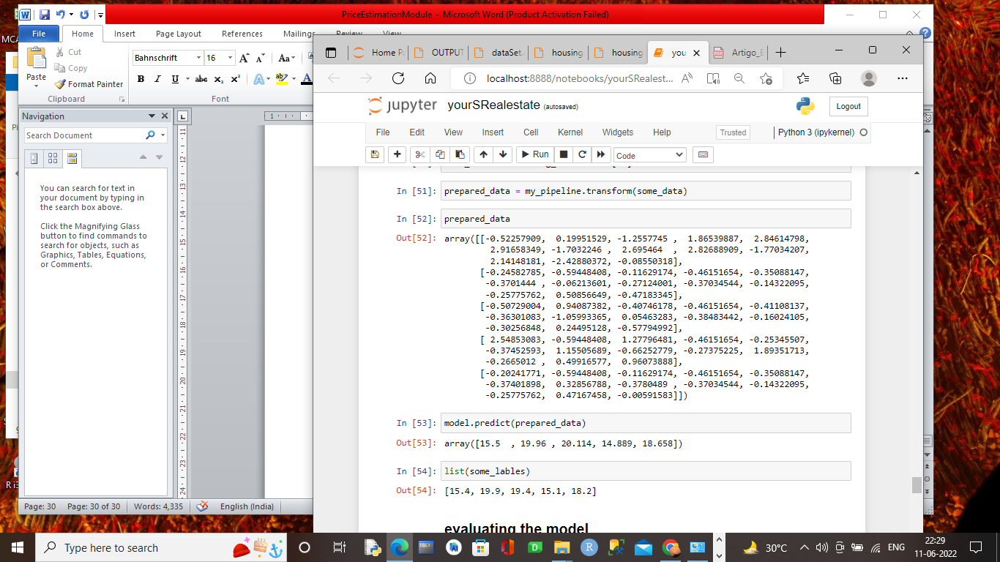 PriceEstimationModule - Microsoft Word (Product Activation Failed)
File Home Insert Page Layout References Mailings Review View
Paste
Cut
Copy
Format Painter
Clipboard
Bahnschrift 16
Font
Navigation
Search Document
You can search for text in
your document by typing in
the search box above.
Click the Magnifying Glass
button to find commands to
search for objects, such as
Graphics, Tables, Equations,
or Comments.
Page: 30 Page: 30 of 30 Words: 4,335 English (India)
Home P OUTPUT dataSet. housing housing you Artigo_E
localhost:8888/notebooks/yourSRealest...
jupyter yourSRealestate (autosaved)
Logout
File Edit View Insert Cell Kernel Widgets Help Trusted Python 3 (ipykernel)
Run Code
In [51]: prepared_data = my_pipeline.transform(some_data)
In [52]: prepared_data
Out[52]: array([[-0.52257909, 0.19951529, -1.2557745 , 1.86539887, 2.84614798,
2.91658349, -1.7032246 , 2.695464 , 2.82688909, -1.77034207,
2.14148181, -2.42880372, -0.08550318],
[-0.24582785, -0.59448408, -0.11629174, -0.46151654, -0.35088147,
-0.3701444 , -0.06213601, -0.27124001, -0.37034544, -0.14322095,
-0.25775762, 0.50856649, -0.47183345],
[-0.50729004, 0.94087382, -0.40746178, -0.46151654, -0.41108137,
-0.36301083, -1.05993365, 0.05463283, -0.38483442, -0.16024105,
-0.30256848, 0.24495128, -0.57794992],
[ 2.54853083, -0.59448408, 1.27796481, -0.46151654, -0.25345507,
-0.37452593, 1.15505689, -0.66252779, -0.27375225, 1.89351713,
-0.2665012 , 0.49916577, 0.96073888],
[-0.20241771, -0.59448408, -0.11629174, -0.46151654, -0.35088147,
-0.37401898, 0.32856788, -0.3780489 , -0.37034544, -0.14322095,
-0.25775762, 0.47167458, -0.00591583]])
In [53]: model.predict(prepared_data)
Out[53]: array([15.5 , 19.96 , 20.114, 14.889, 18.658])
In [54]: list(some_lables)
Out[54]: [15.4, 19.9, 19.4, 15.1, 18.2]
evaluating the model
Type here to search
30°C ENG 22:29
11-06-2022